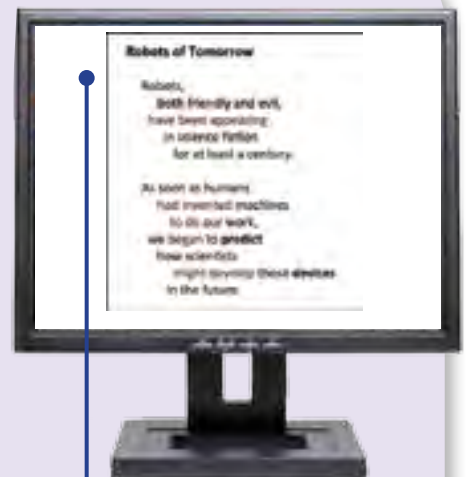 Robots of Tomorrow
Robots,
both friendly and evil,
have been appearing
in science fiction
for at least a century.
As soon as humans
had invented machines
to do our work,
we began to predict
how scientists
might develop these devices
in the future